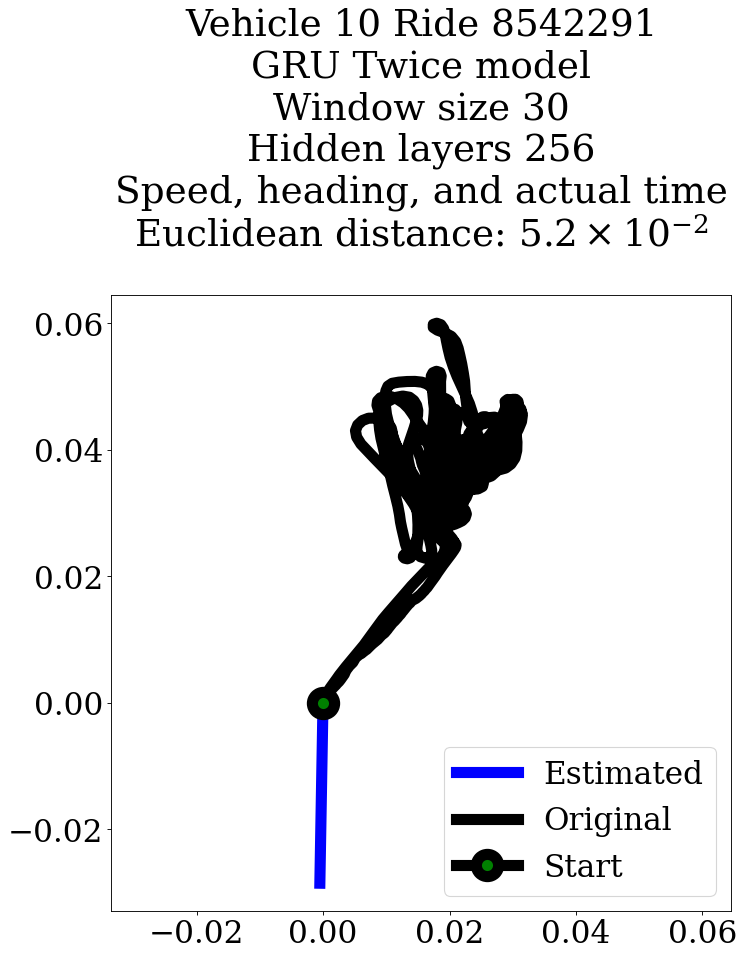 Vehicle 10 Ride 8542291
GRU Twice model
Window size 30
Hidden layers 256
Speed, heading, and actual time
Euclidean distance: 5.2 × 10⁻²
0.06
0.04
0.02
0.00
−0.02
Estimated
Original
Start
−0.02 0.00 0.02 0.04 0.06